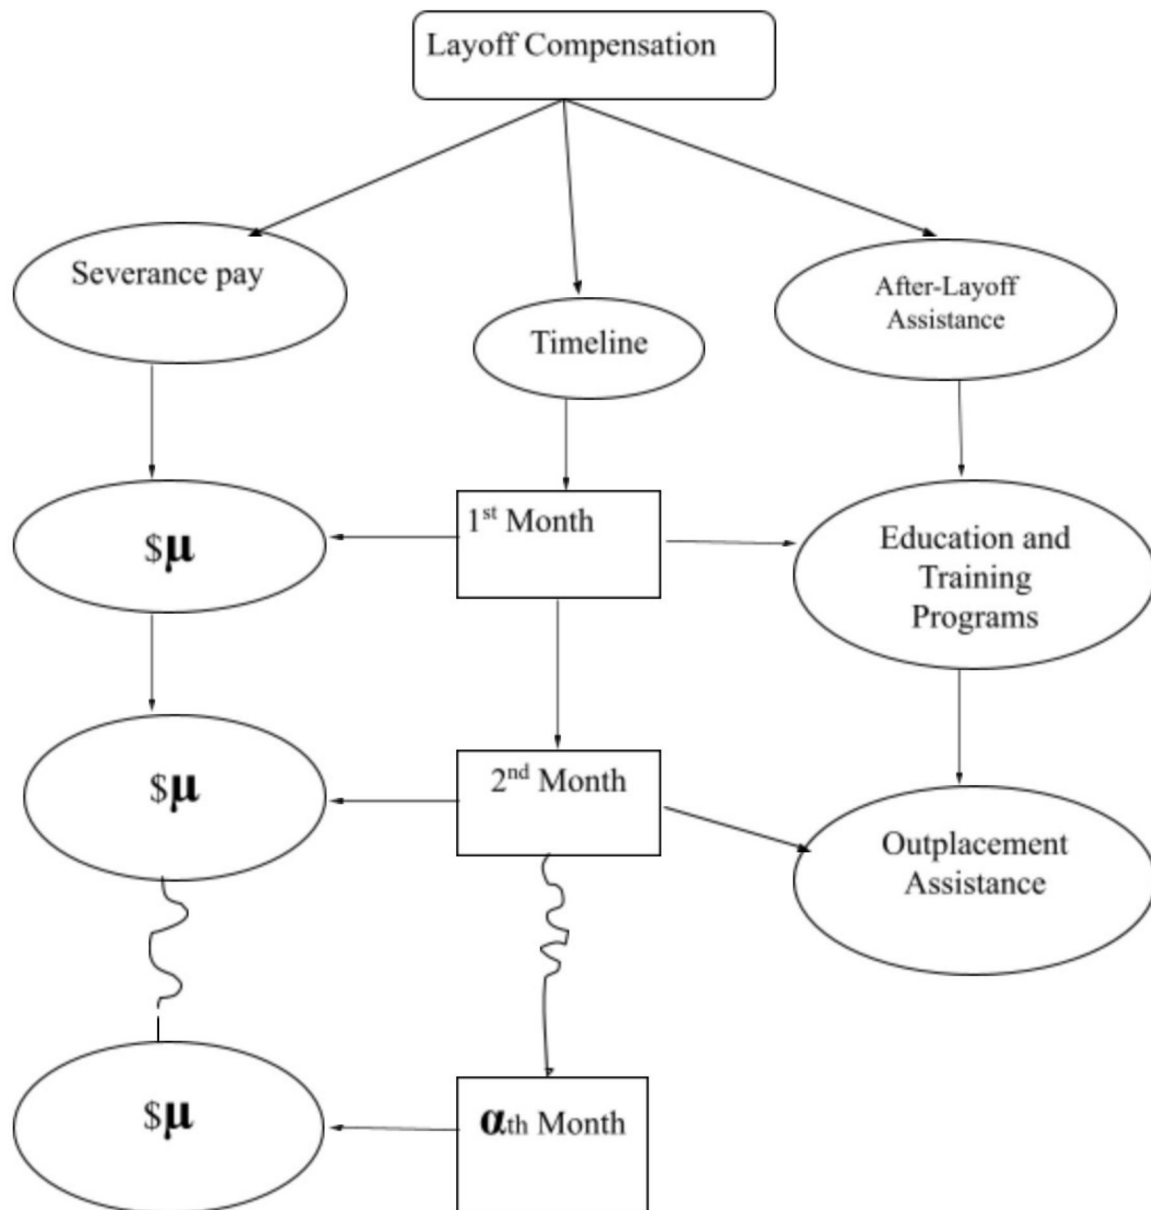 Layoff Compensation
Severance pay
After-Layoff
Assistance
Timeline
$μ
1st Month
Education and
Training
Programs
$μ
2nd Month
Outplacement
Assistance
$μ
αth Month